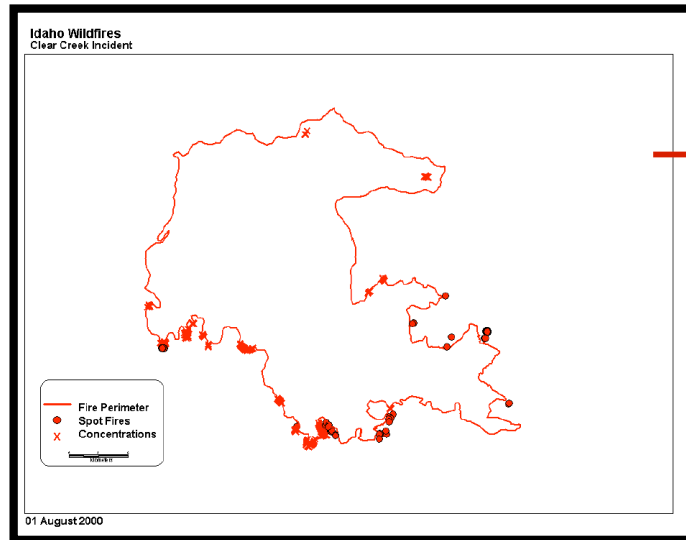 Idaho Wildfires
Clear Creek Incident
Fire Perimeter
Spot Fires
Concentrations
01 August 2000